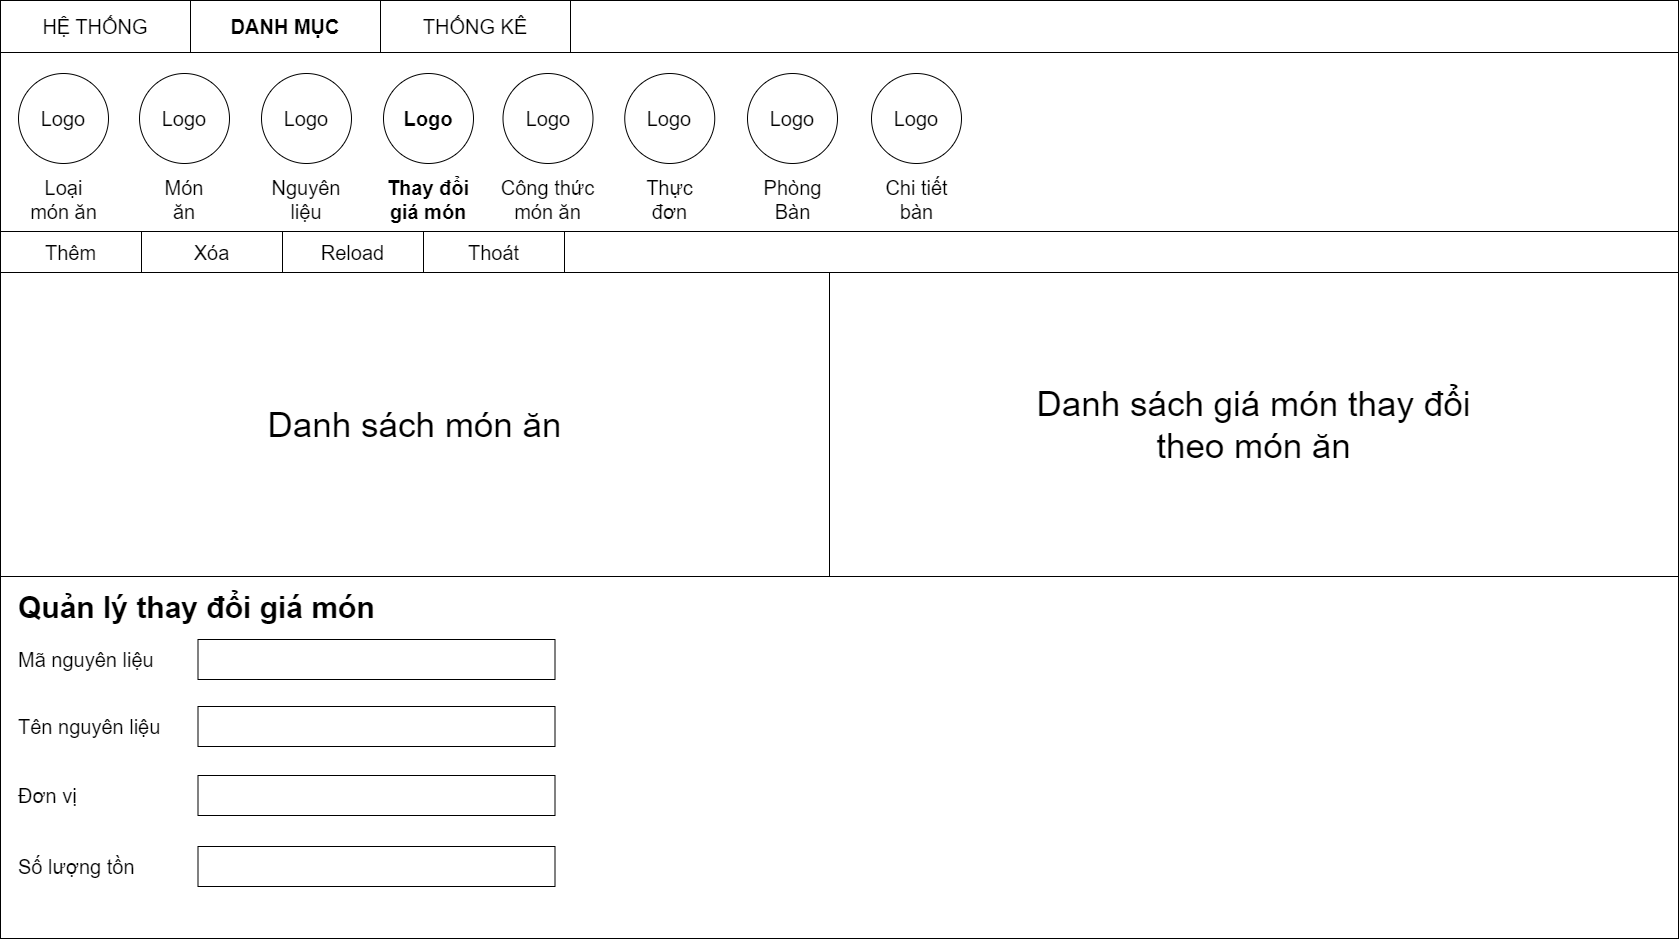 HỆ THỐNG
DANH MỤC
THỐNG KÊ
Logo
Logo
Logo
Logo
Logo
Logo
Logo
Logo
Loại
món ăn
Món
ăn
Nguyên
liệu
Thay đổi
giá món
Công thức
món ăn
Thực
đơn
Phòng
Bàn
Chi tiết
bàn
Thêm
Xóa
Reload
Thoát
Danh sách món ăn
Danh sách giá món thay đổi
theo món ăn
Quản lý thay đổi giá món
Mã nguyên liệu
Tên nguyên liệu
Đơn vị
Số lượng tồn